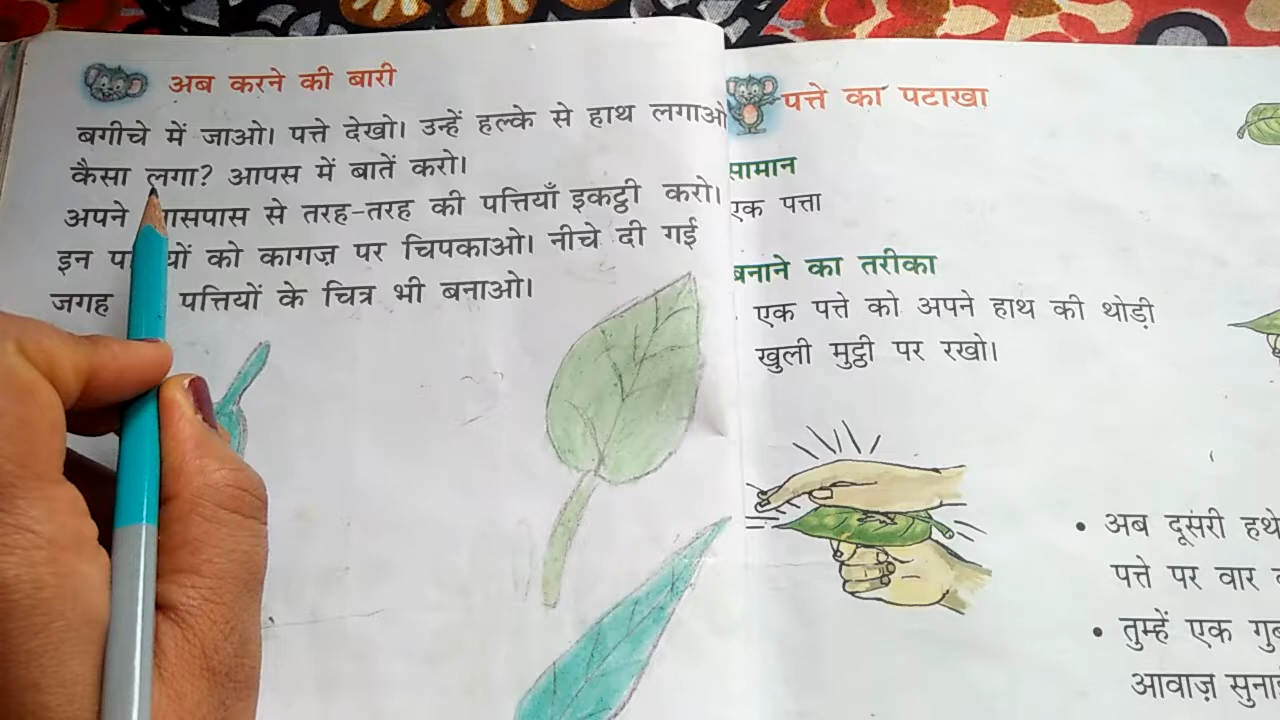 अब करने की बारी
बगीचे में जाओ। पत्ते देखो। उन्हें हल्के से हाथ लगाओ
कैसा लगा? आपस में बातें करो।
अपने से तरह-तरह की पत्तियाँ इकट्ठी करो।
इन को कागज़ पर चिपकाओ। नीचे दी गई
जगह पत्तियों के चित्र भी बनाओ।
पत्ते का पटाखा
सामान
एक पत्ता
बनाने का तरीका
एक पत्ते को अपने हाथ की थोड़ी
खुली मुट्ठी पर रखो।
• अब दूसरी
पत्ते पर वार
• तुम्हें एक
आवाज़